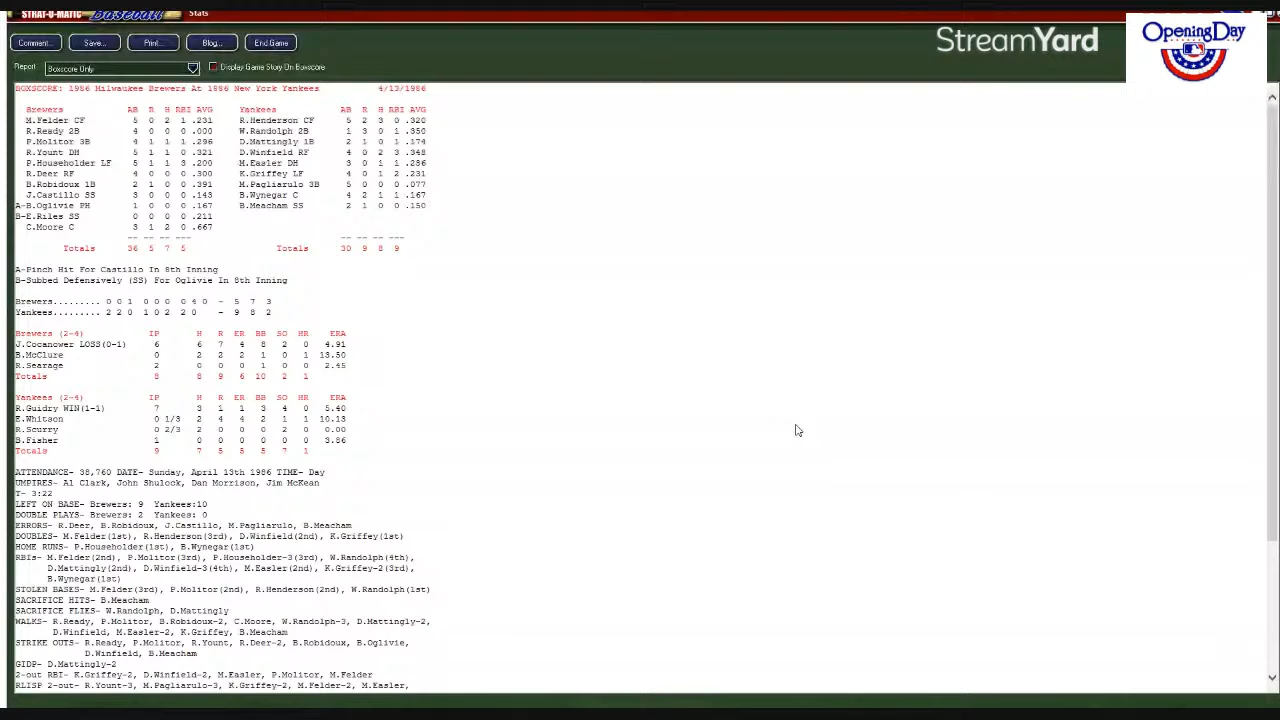 STRAT-O-MATIC Baseball Stats
Comment... Save... Print... Blog... End Game
StreamYard
OpeningDay
Report Boxscore Only Display Game Story On Boxscore
BOXSCORE: 1986 Milwaukee Brewers At 1986 New York Yankees 4/13/1986
Brewers AB R H RBI AVG Yankees AB R H RBI AVG
M.Felder CF 5 0 2 1 .231 R.Henderson CF 5 2 3 0 .320
R.Ready 2B 4 0 0 0 .000 W.Randolph 2B 1 3 0 1 .350
P.Molitor 3B 4 1 1 1 .296 D.Mattingly 1B 2 1 0 1 .174
R.Yount DH 5 1 1 0 .321 D.Winfield RF 4 0 2 3 .348
P.Householder LF 5 1 1 3 .200 M.Easler DH 3 0 1 1 .286
R.Deer RF 4 0 0 0 .300 K.Griffey LF 4 0 1 2 .231
B.Robidoux 1B 2 1 0 0 .391 M.Pagliarulo 3B 5 0 0 0 .077
J.Castillo SS 3 0 0 0 .143 B.Wynegar C 4 2 1 1 .167
A-B.Oglivie PH 1 0 0 0 .167 B.Meacham SS 2 1 0 0 .150
B-E.Riles SS 0 0 0 0 .211
C.Moore C 3 1 2 0 .667
-- -- -- --- -- -- -- ---
Totals 36 5 7 5 Totals 30 9 8 9
A-Pinch Hit For Castillo In 8th Inning
B-Subbed Defensively (SS) For Oglivie In 8th Inning
Brewers......... 0 0 1 0 0 0 0 4 0 - 5 7 3
Yankees......... 2 2 0 1 0 2 2 0 - 9 8 2
Brewers (2-4) IP H R ER BB SO HR ERA
J.Cocanower LOSS(0-1) 6 6 7 4 8 2 0 4.91
B.McClure 0 2 2 2 1 0 1 13.50
R.Searage 2 0 0 0 1 0 0 2.45
Totals 8 8 9 6 10 2 1
Yankees (2-4) IP H R ER BB SO HR ERA
R.Guidry WIN(1-1) 7 3 1 1 3 4 0 5.40
E.Whitson 0 1/3 2 4 4 2 1 1 10.13
R.Scurry 0 2/3 2 0 0 0 2 0 0.00
B.Fisher 1 0 0 0 0 0 0 3.86
Totals 9 7 5 5 5 7 1
ATTENDANCE- 38,760 DATE- Sunday, April 13th 1986 TIME- Day
UMPIRES- Al Clark, John Shulock, Dan Morrison, Jim McKean
T- 3:22
LEFT ON BASE- Brewers: 9 Yankees:10
DOUBLE PLAYS- Brewers: 2 Yankees: 0
ERRORS- R.Deer, B.Robidoux, J.Castillo, M.Pagliarulo, B.Meacham
DOUBLES- M.Felder(1st), R.Henderson(3rd), D.Winfield(2nd), K.Griffey(1st)
HOME RUNS- P.Householder(1st), B.Wynegar(1st)
RBIs- M.Felder(2nd), P.Molitor(3rd), P.Householder-3(3rd), W.Randolph(4th),
D.Mattingly(2nd), D.Winfield-3(4th), M.Easler(2nd), K.Griffey-2(3rd),
B.Wynegar(1st)
STOLEN BASES- M.Felder(3rd), P.Molitor(2nd), R.Henderson(2nd), W.Randolph(1st)
SACRIFICE HITS- B.Meacham
SACRIFICE FLIES- W.Randolph, D.Mattingly
WALKS- R.Ready, P.Molitor, B.Robidoux-2, C.Moore, W.Randolph-3, D.Mattingly-2,
D.Winfield, M.Easler-2, K.Griffey, B.Meacham
STRIKE OUTS- R.Ready, P.Molitor, R.Yount, R.Deer-2, B.Robidoux, B.Oglivie,
D.Winfield, B.Meacham
GIDP- D.Mattingly-2
2-out RBI- K.Griffey-2, D.Winfield-2, M.Easler, P.Molitor, M.Felder
RLISP 2-out- R.Yount-3, M.Pagliarulo-3, K.Griffey-2, M.Felder-2, M.Easler,